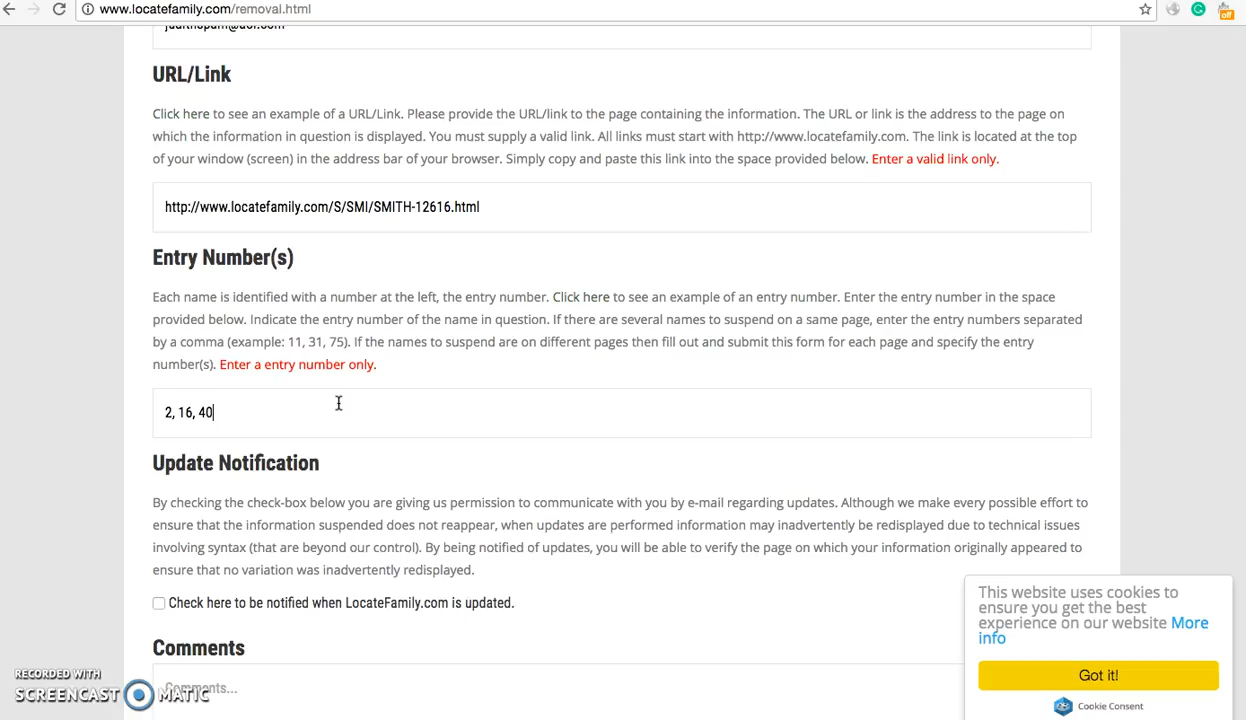 www.locatefamily.com/removal.html
off
URL/Link
Click here to see an example of a URL/Link. Please provide the URL/link to the page containing the information. The URL or link is the address to the page on
which the information in question is displayed. You must supply a valid link. All links must start with http://www.locatefamily.com. The link is located at the top
of your window (screen) in the address bar of your browser. Simply copy and paste this link into the space provided below. Enter a valid link only.
http://www.locatefamily.com/S/SMI/SMITH-12616.html
Entry Number(s)
Each name is identified with a number at the left, the entry number. Click here to see an example of an entry number. Enter the entry number in the space
provided below. Indicate the entry number of the name in question. If there are several names to suspend on a same page, enter the entry numbers separated
by a comma (example: 11, 31, 75). If the names to suspend are on different pages then fill out and submit this form for each page and specify the entry
number(s). Enter a entry number only.
2, 16, 40
Update Notification
By checking the check-box below you are giving us permission to communicate with you by e-mail regarding updates. Although we make every possible effort to
ensure that the information suspended does not reappear, when updates are performed information may inadvertently be redisplayed due to technical issues
involving syntax (that are beyond our control). By being notified of updates, you will be able to verify the page on which your information originally appeared to
ensure that no variation was inadvertently redisplayed.
Check here to be notified when LocateFamily.com is updated.
Comments
Comments...
This website uses cookies to
ensure you get the best
experience on our website More
info
Got it!
Cookie Consent
RECORDED WITH
SCREENCAST MATIC